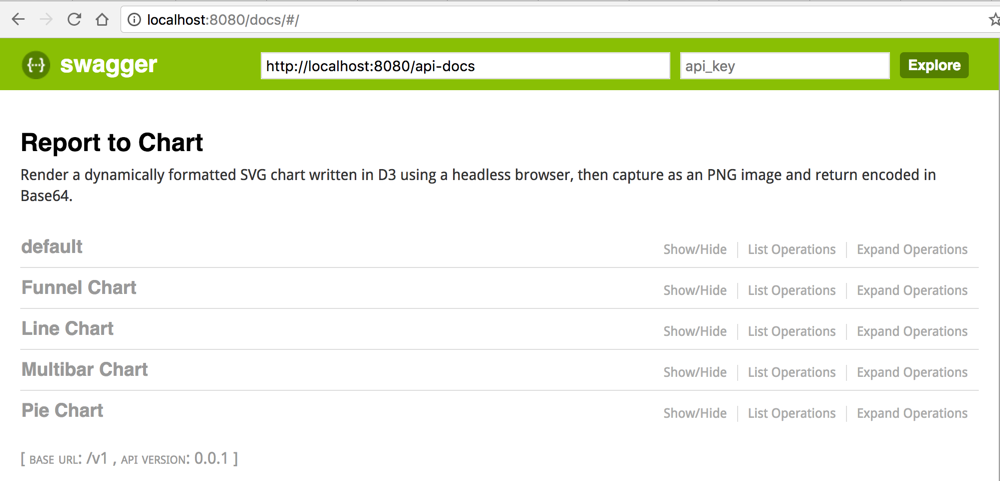 localhost:8080/docs/#/
{··} swagger http://localhost:8080/api-docs api_key Explore
Report to Chart
Render a dynamically formatted SVG chart written in D3 using a headless browser, then capture as an PNG image and return encoded in
Base64.
default Show/Hide List Operations Expand Operations
Funnel Chart Show/Hide List Operations Expand Operations
Line Chart Show/Hide List Operations Expand Operations
Multibar Chart Show/Hide List Operations Expand Operations
Pie Chart Show/Hide List Operations Expand Operations
[ BASE URL: /v1 , API VERSION: 0.0.1 ]